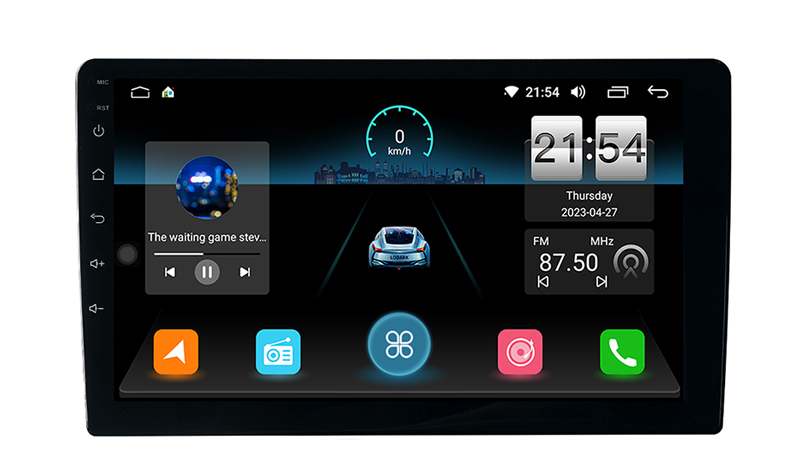 MIC
RST
21:54
0
km/h
21:54
Thursday
2023-04-27
The waiting game stev...
FM MHz
87.50
LODARK